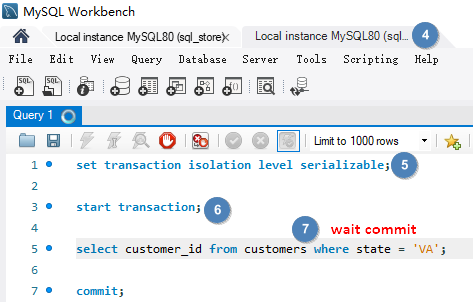 MySQL Workbench
Local instance MySQL80 (sql_store)× Local instance MySQL80 (sql... 4
File Edit View Query Database Server Tools Scripting Help
Query 1
Limit to 1000 rows
1 set transaction isolation level serializable; 5
2
3 start transaction; 6
4
7 wait commit
5 select customer_id from customers where state = 'VA';
6
7 commit;